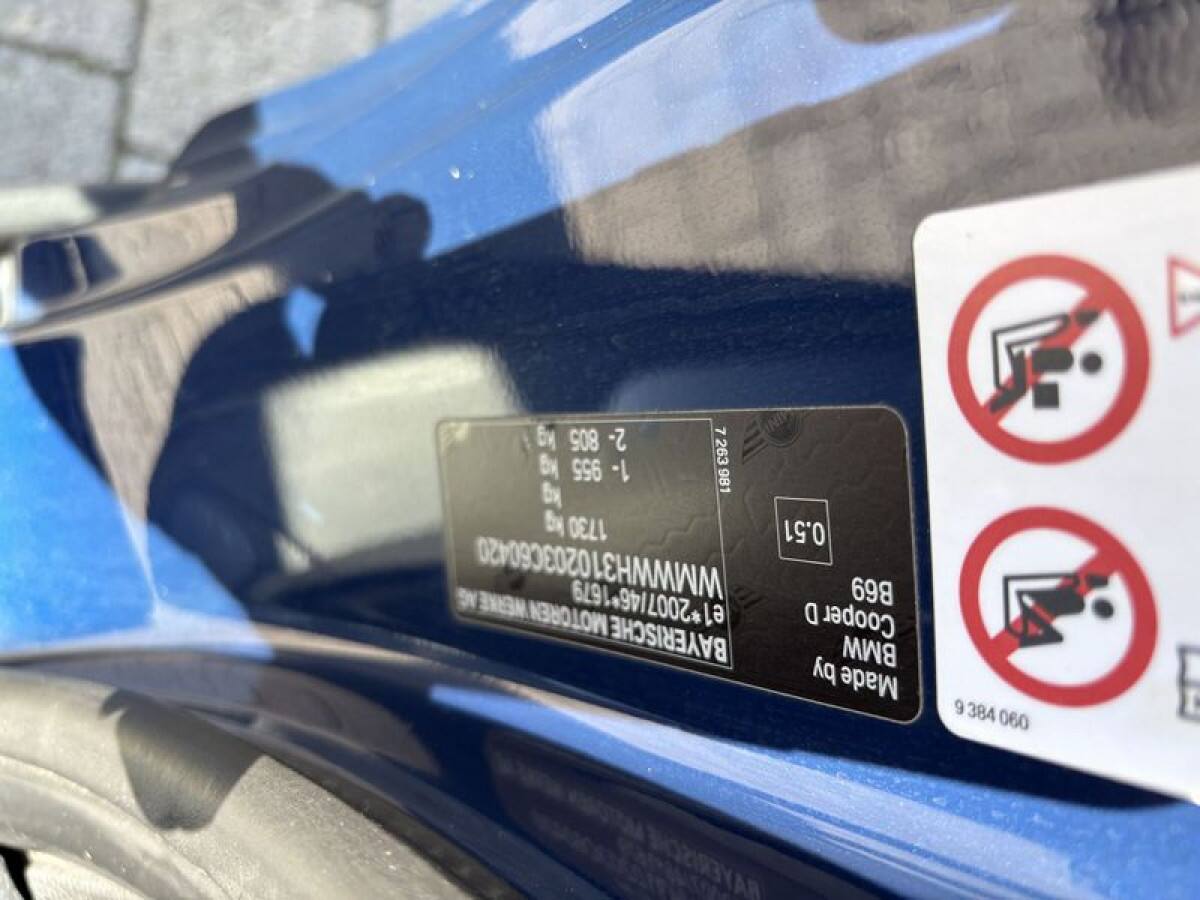 BAYERISCHE MOTOREN WERKE AG
e1*2007/46*1679
WMWWH310203C60420
1730 kg
kg
1- 955 kg
2- 805 kg
7 263 981
Made by
BMW
Cooper D
B69
0.51
MINI
9 384 060